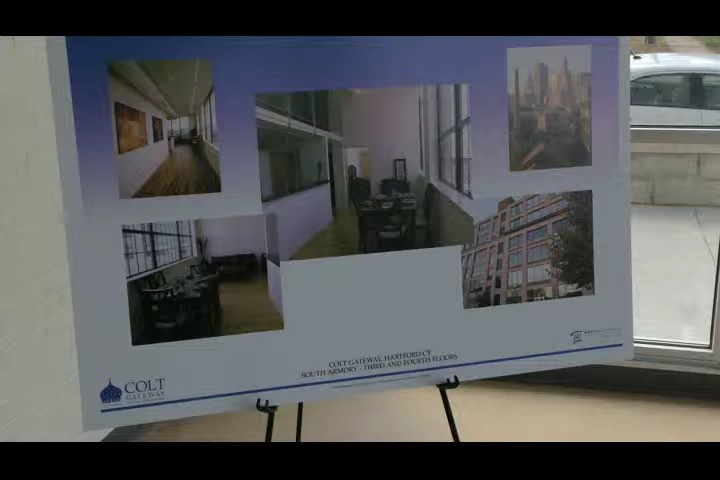 COLT GATEWAY, HARTFORD CT
SOUTH ARMORY - THIRD AND FOURTH FLOORS
COLT
GATEWAY